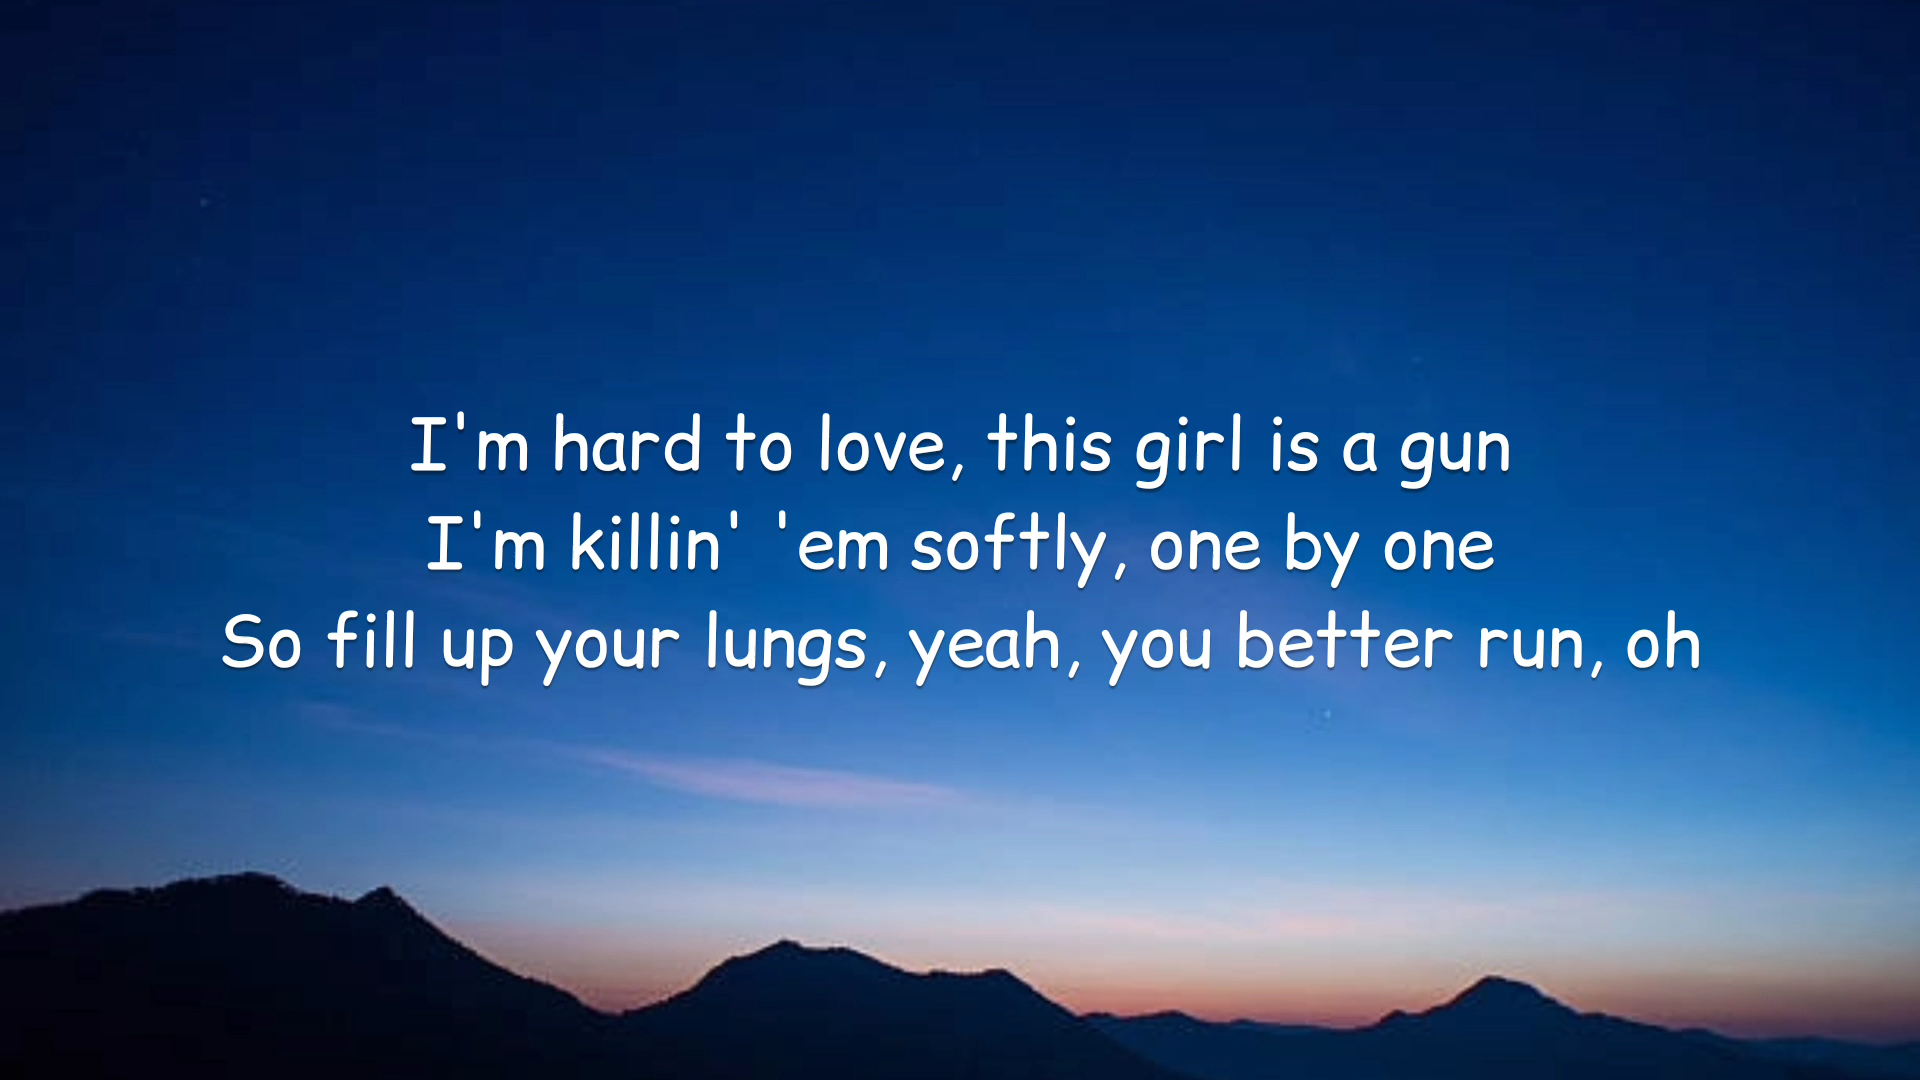 I'm hard to love, this girl is a gun
I'm killin' 'em softly, one by one
So fill up your lungs, yeah, you better run, oh